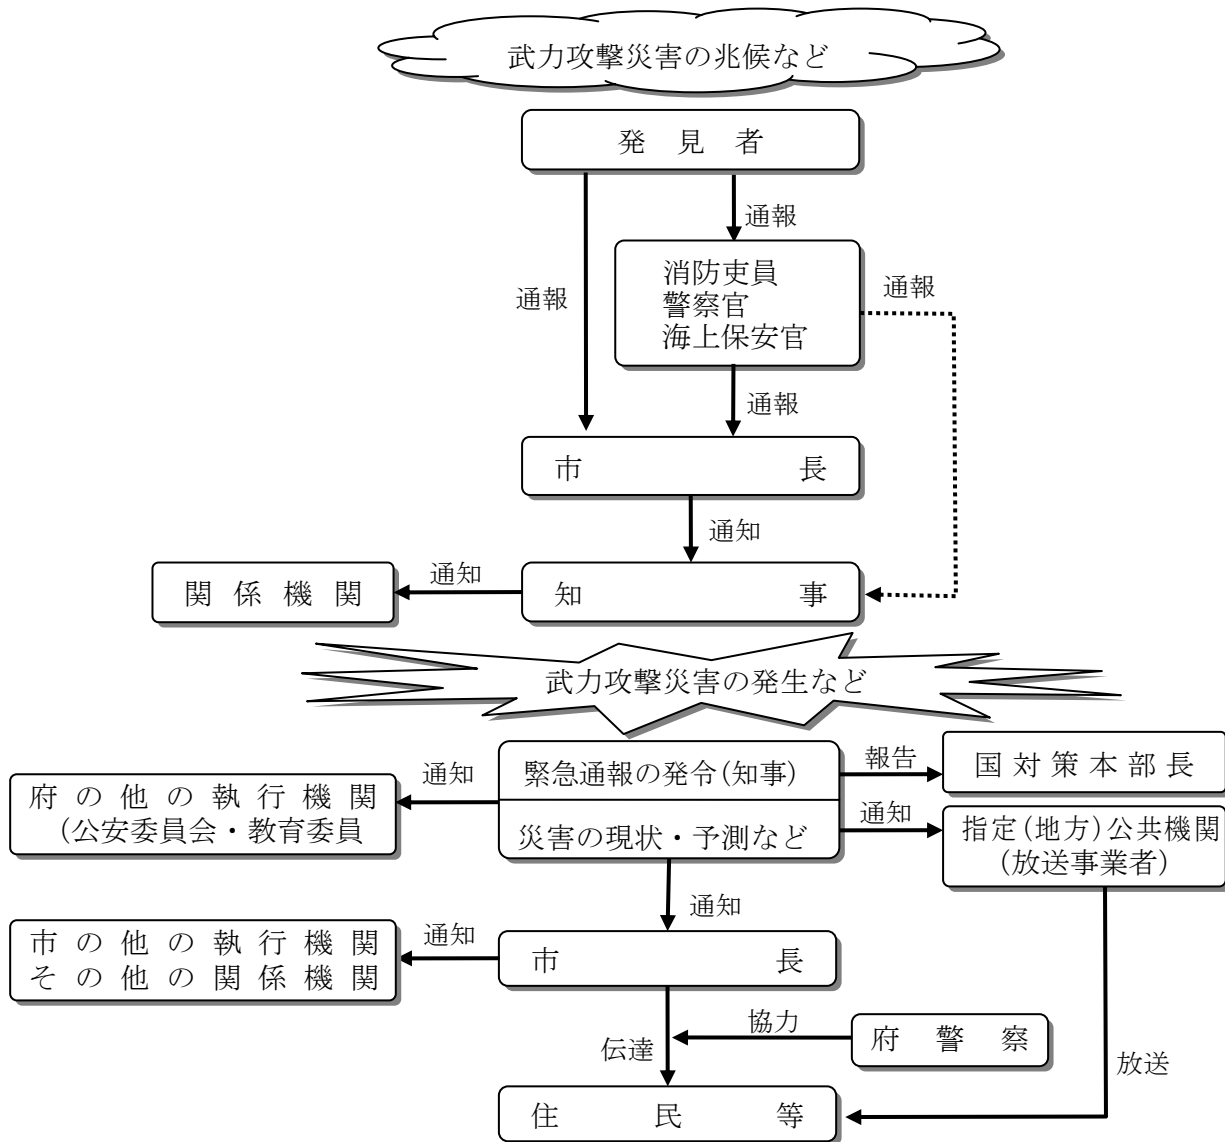 武力攻撃災害の兆候など
発見者
通報
消防吏員
警察官
海上保安官
通報
通報
通報
市長
通知
関係機関
通知
知事
武力攻撃災害の発生など
緊急通報の発令(知事)
災害の現状・予測など
報告
国対策本部長
通知
府の他の執行機関
(公安委員会・教育委員
通知
指定(地方)公共機関
(放送事業者)
通知
市の他の執行機関
その他の関係機関
通知
市長
協力
府警察
伝達
放送
住民等